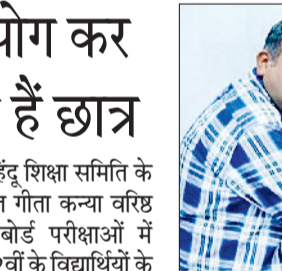 योग कर
हैं छात्र
हिंदू शिक्षा समिति के
गीता कन्या वरिष्ठ
बोर्ड परीक्षाओं में
के विद्यार्थियों के